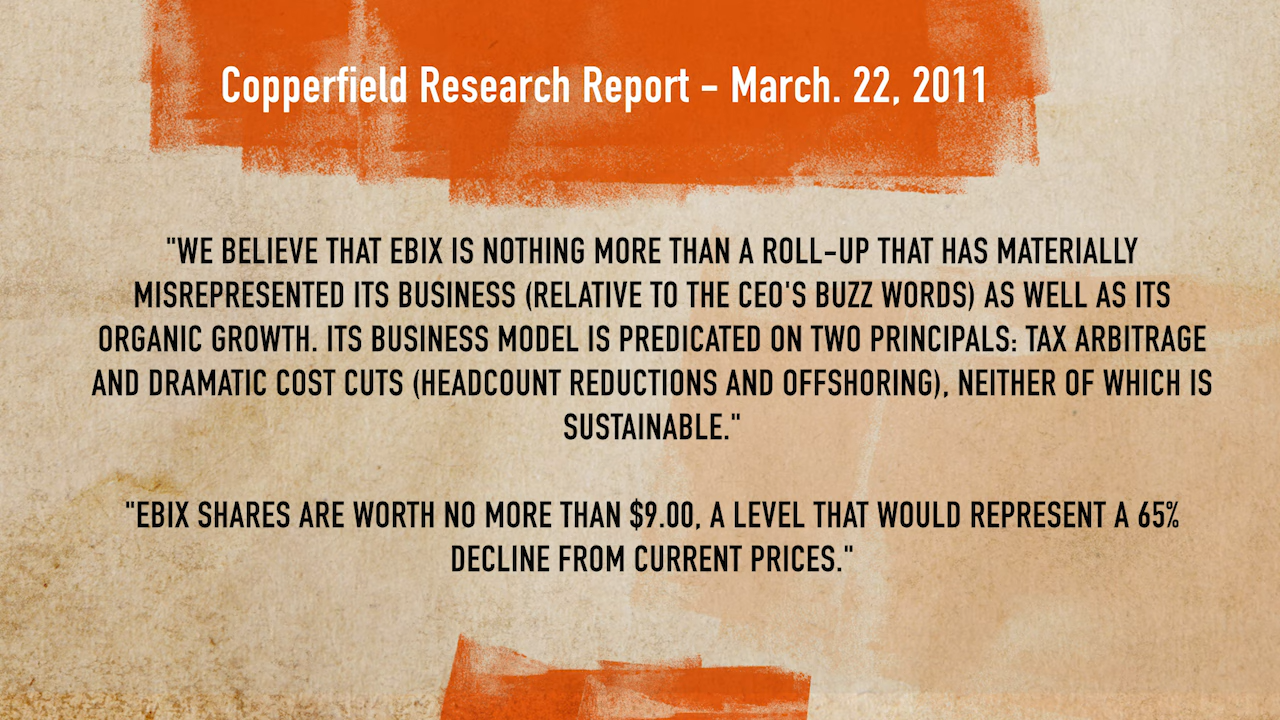 Copperfield Research Report - March. 22, 2011
"WE BELIEVE THAT EBIX IS NOTHING MORE THAN A ROLL-UP THAT HAS MATERIALLY
MISREPRESENTED ITS BUSINESS (RELATIVE TO THE CEO'S BUZZ WORDS) AS WELL AS ITS
ORGANIC GROWTH. ITS BUSINESS MODEL IS PREDICATED ON TWO PRINCIPALS: TAX ARBITRAGE
AND DRAMATIC COST CUTS (HEADCOUNT REDUCTIONS AND OFFSHORING), NEITHER OF WHICH IS
SUSTAINABLE."
"EBIX SHARES ARE WORTH NO MORE THAN $9.00, A LEVEL THAT WOULD REPRESENT A 65%
DECLINE FROM CURRENT PRICES."